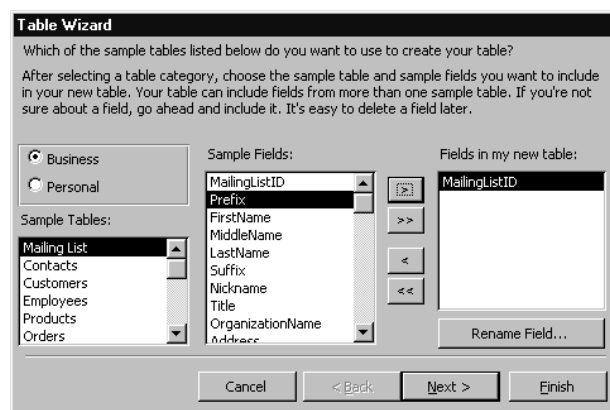 Table Wizard
Which of the sample tables listed below do you want to use to create your table?
After selecting a table category, choose the sample table and sample fields you want to include
in your new table. Your table can include fields from more than one sample table. If you're not
sure about a field, go ahead and include it. It's easy to delete a field later.
Business
Personal
Sample Tables:
Mailing List
Contacts
Customers
Employees
Products
Orders
Sample Fields:
MailingListID
Prefix
FirstName
MiddleName
LastName
Suffix
Nickname
Title
OrganizationName
Address
>
>>
<
<<
Fields in my new table:
MailingListID
Rename Field...
Cancel
< Back
Next >
Finish